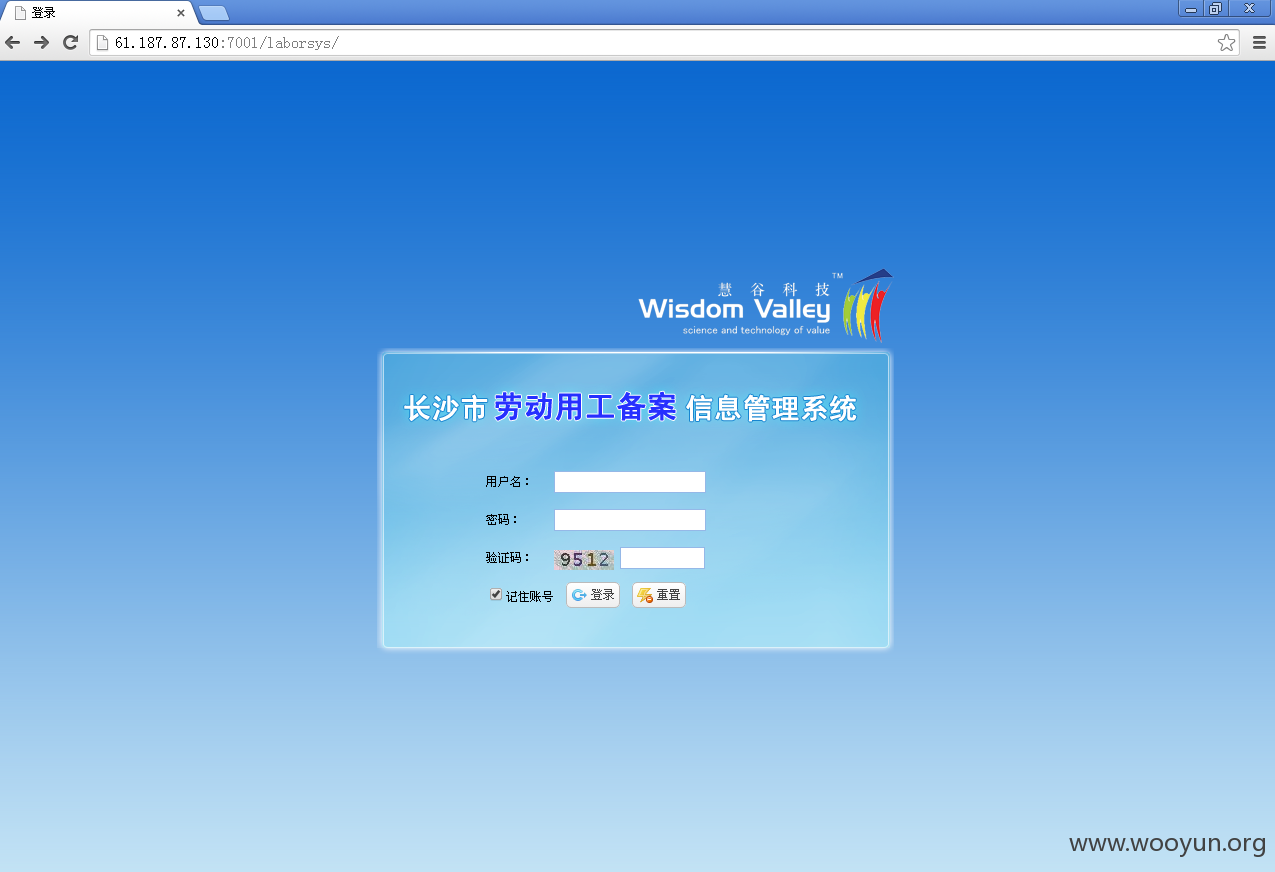 登录
61.187.87.130:7001/laborsys/
慧谷科技
TM
Wisdom Valley
science and technology of value
长沙市 劳动用工备案 信息管理系统
用户名：
密码：
验证码： 9512
记住账号 登录 重置
www.wooyun.org